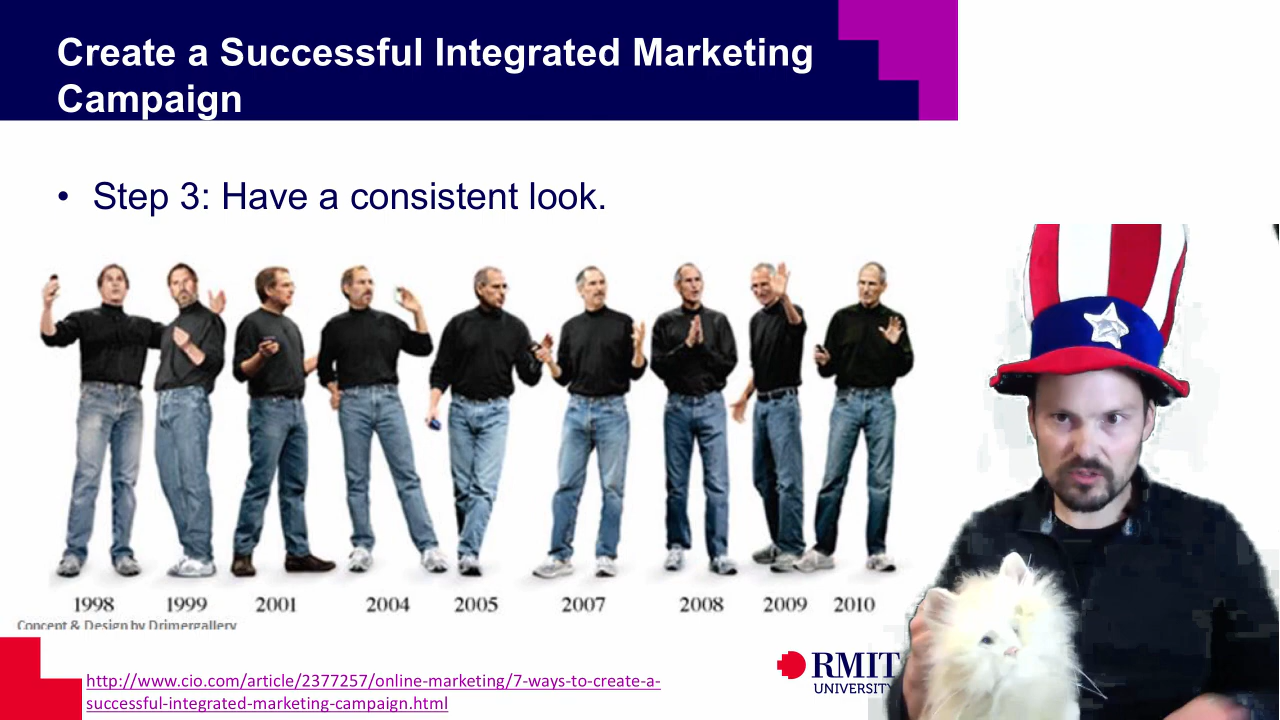 Create a Successful Integrated Marketing
Campaign
• Step 3: Have a consistent look.
1998 1999 2001 2004 2005 2007 2008 2009 2010
Concept & Design by Drimergallery
RMIT
UNIVERSITY
http://www.cio.com/article/2377257/online-marketing/7-ways-to-create-a-
successful-integrated-marketing-campaign.html